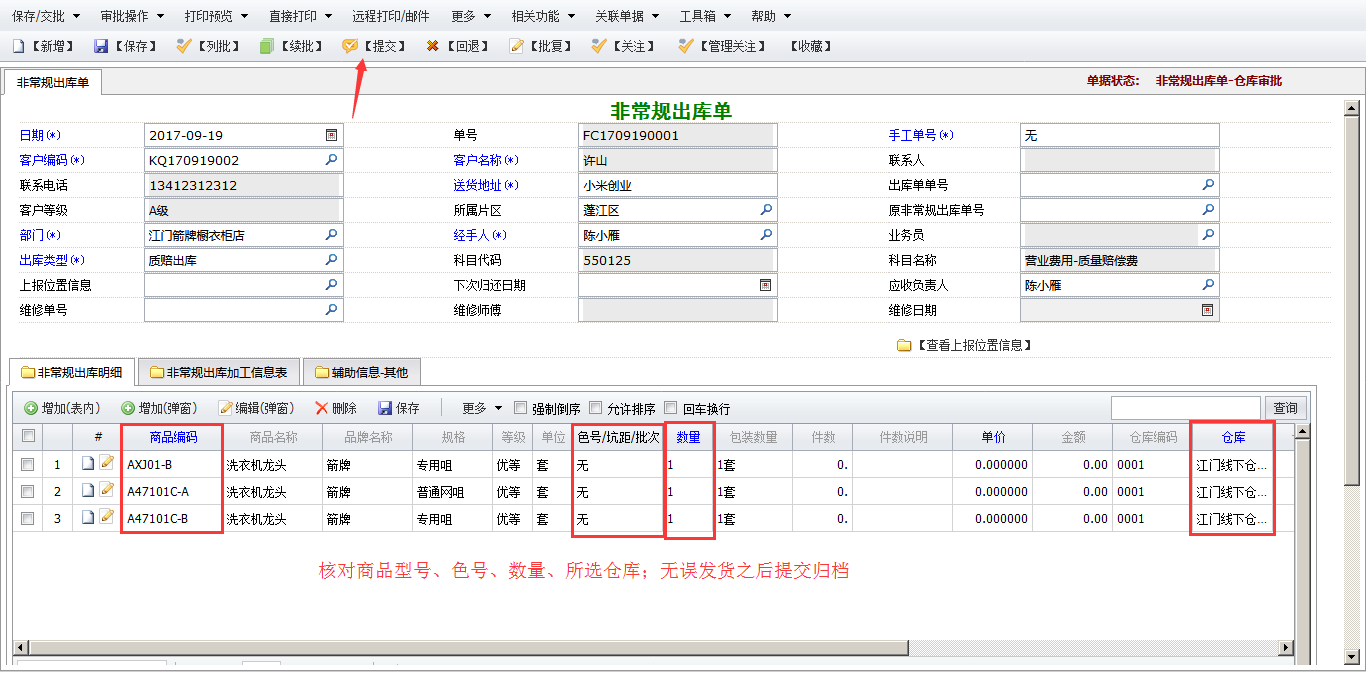 保存/交批 审批操作 打印预览 直接打印 远程打印/邮件 更多 相关功能 关联单据 工具箱 帮助
【新增】 【保存】 【列批】 【续批】 【提交】 【回退】 【批复】 【关注】 【管理关注】 【收藏】
非常规出库单 单据状态: 非常规出库单-仓库审批
非常规出库单
日期(*) 2017-09-19 单号 FC1709190001 手工单号(*) 无
客户编码(*) KQ170919002 客户名称(*) 许山 联系人
联系电话 13412312312 送货地址(*) 小米创业 出库单单号
客户等级 A级 所属片区 蓬江区 原非常规出库单号
部门(*) 江门箭牌橱衣柜店 经手人(*) 陈小雁 业务员
出库类型(*) 质赔出库 科目代码 550125 科目名称 营业费用-质量赔偿费
上报位置信息 下次归还日期 应收负责人 陈小雁
维修单号 维修师傅 维修日期
【查看上报位置信息】
非常规出库明细 非常规出库加工信息表 辅助信息-其他
增加(表内) 增加(弹窗) 编辑(弹窗) 删除 保存 更多 强制倒序 允许排序 回车换行 查询
# 商品编码 商品名称 品牌名称 规格 等级 单位 色号/坑距/批次 数量 包装数量 件数 件数说明 单价 金额 仓库编码 仓库
1 AXJ01-B 洗衣机龙头 箭牌 专用咀 优等 套 无 1 1套 0. 0.000000 0.00 0001 江门线下仓...
2 A47101C-A 洗衣机龙头 箭牌 普通网咀 优等 套 无 1 1套 0. 0.000000 0.00 0001 江门线下仓...
3 A47101C-B 洗衣机龙头 箭牌 专用咀 优等 套 无 1 1套 0. 0.000000 0.00 0001 江门线下仓...
核对商品型号、色号、数量、所选仓库；无误发货之后提交归档